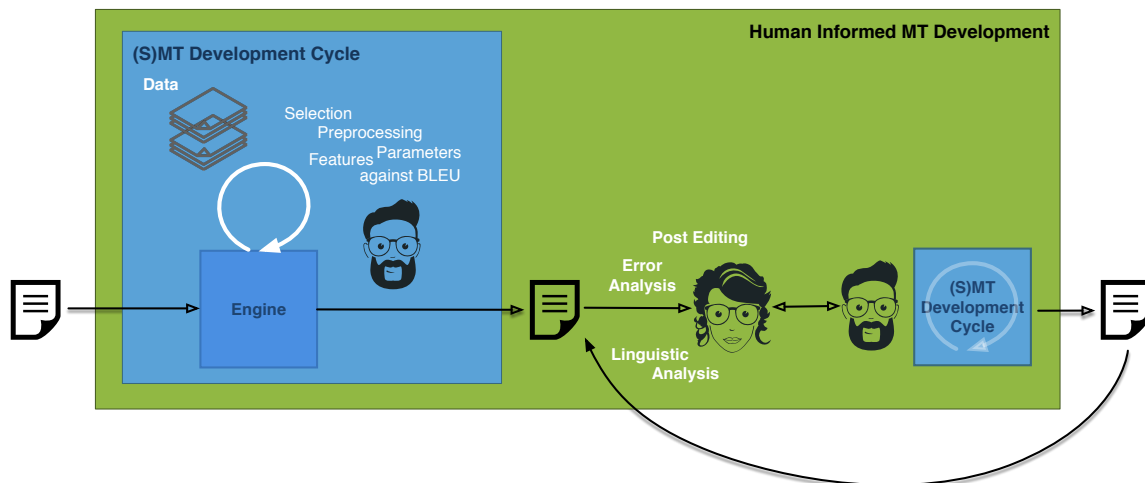 Human Informed MT Development
(S)MT Development Cycle
Data
Selection
Preprocessing
Features
Parameters
against BLEU
Engine
Post Editing
Error
Analysis
Linguistic
Analysis
(S)MT
Development
Cycle